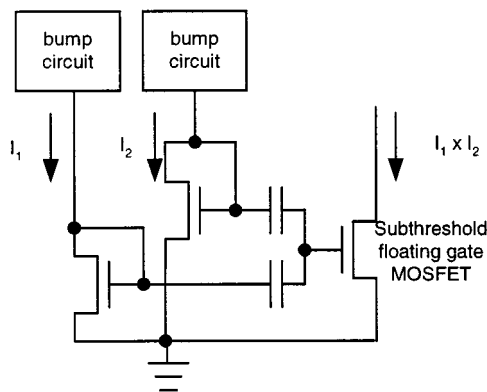 bump
circuit
bump
circuit
I1
I2
I1 x I2
Subthreshold
floating gate
MOSFET